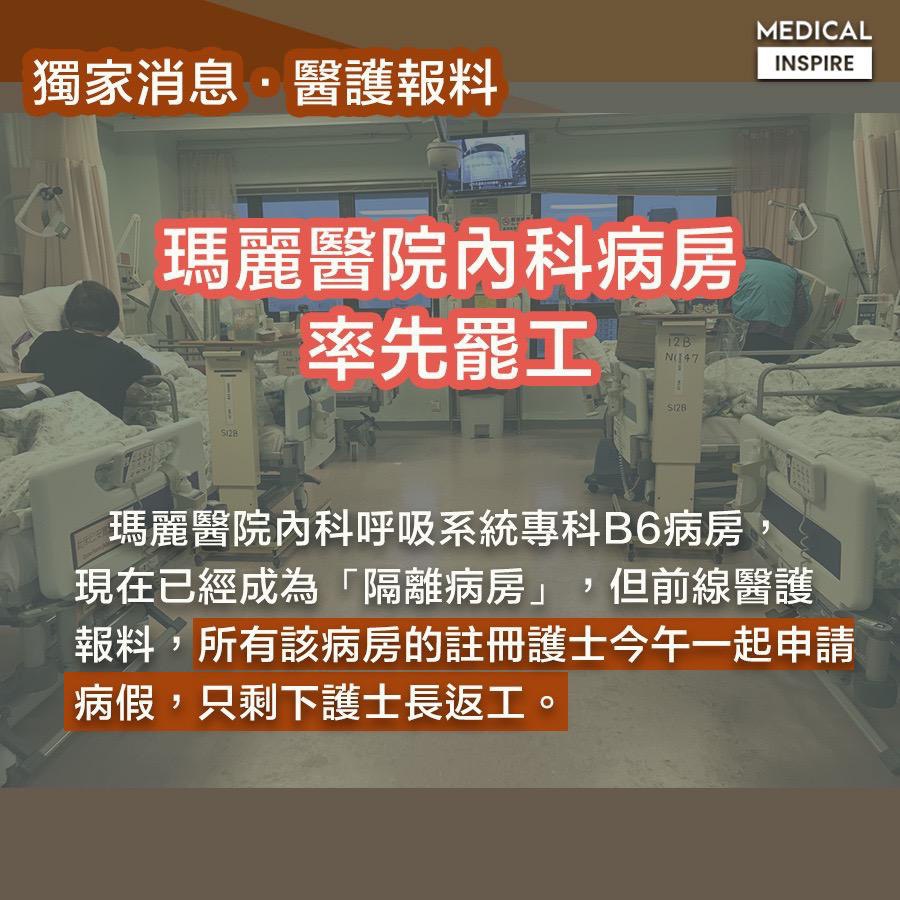 MEDICAL
INSPIRE
獨家消息·醫護報料
瑪麗醫院內科病房
率先罷工
12B
N(147
S12B
S12B
瑪麗醫院內科呼吸系統專科B6病房，
現在已經成為「隔離病房」，但前線醫護
報料，所有該病房的註冊護士今午一起申請
病假，只剩下護士長返工。